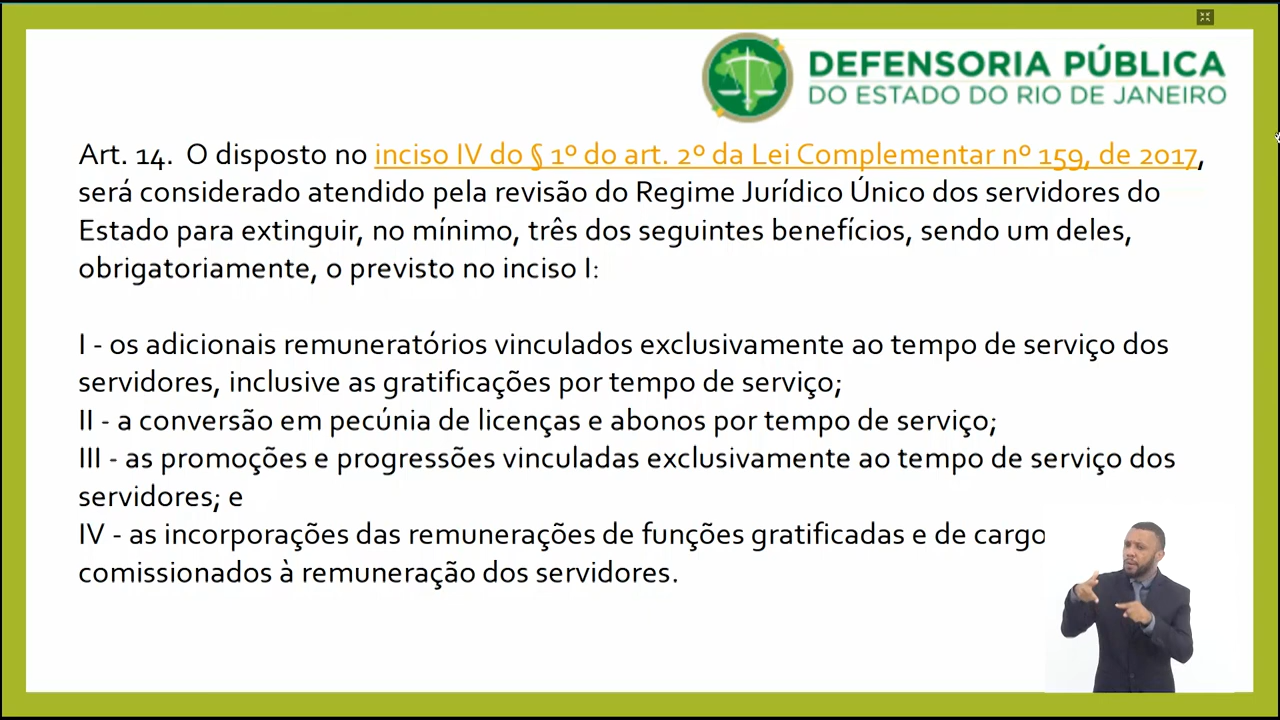 DEFENSORIA PÚBLICA
DO ESTADO DO RIO DE JANEIRO
Art. 14.  O disposto no inciso IV do § 1º do art. 2º da Lei Complementar nº 159, de 2017,
será considerado atendido pela revisão do Regime Jurídico Único dos servidores do
Estado para extinguir, no mínimo, três dos seguintes benefícios, sendo um deles,
obrigatoriamente, o previsto no inciso I:
I - os adicionais remuneratórios vinculados exclusivamente ao tempo de serviço dos
servidores, inclusive as gratificações por tempo de serviço;
II - a conversão em pecúnia de licenças e abonos por tempo de serviço;
III - as promoções e progressões vinculadas exclusivamente ao tempo de serviço dos
servidores; e
IV - as incorporações das remunerações de funções gratificadas e de cargo
comissionados à remuneração dos servidores.